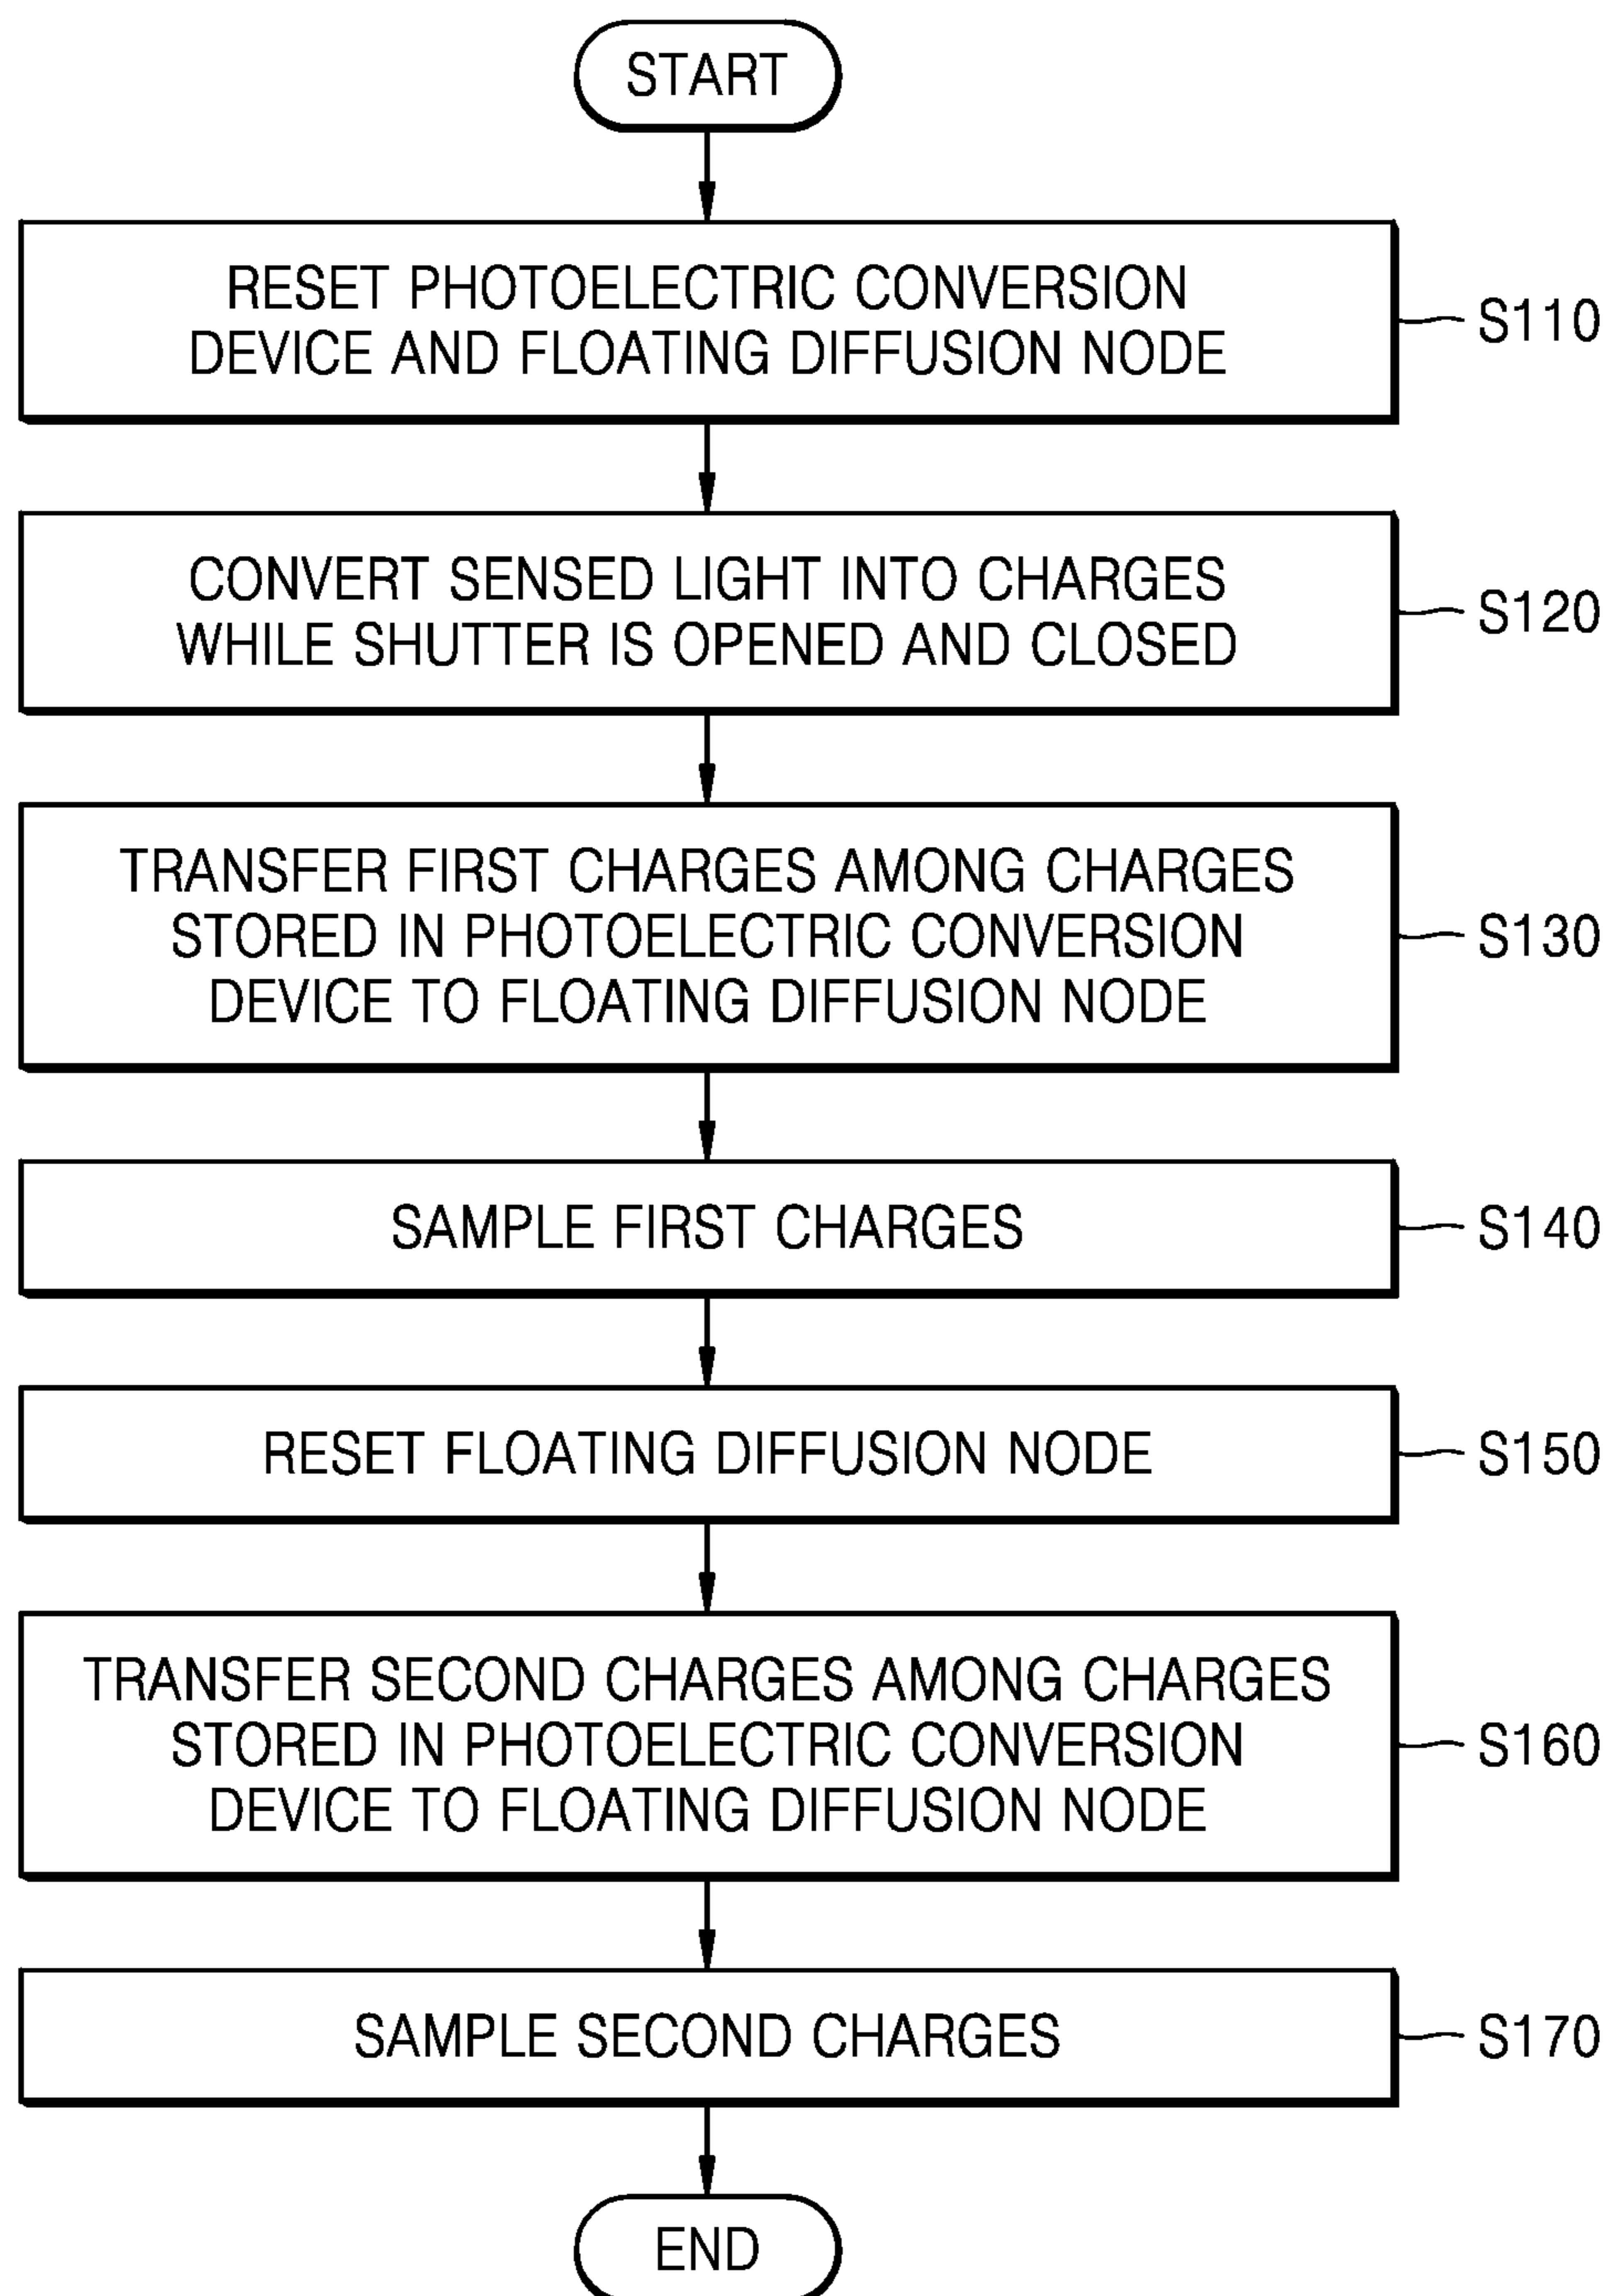 START
RESET PHOTOELECTRIC CONVERSION
DEVICE AND FLOATING DIFFUSION NODE
S110
CONVERT SENSED LIGHT INTO CHARGES
WHILE SHUTTER IS OPENED AND CLOSED
S120
TRANSFER FIRST CHARGES AMONG CHARGES
STORED IN PHOTOELECTRIC CONVERSION
DEVICE TO FLOATING DIFFUSION NODE
S130
SAMPLE FIRST CHARGES
S140
RESET FLOATING DIFFUSION NODE
S150
TRANSFER SECOND CHARGES AMONG CHARGES
STORED IN PHOTOELECTRIC CONVERSION
DEVICE TO FLOATING DIFFUSION NODE
S160
SAMPLE SECOND CHARGES
S170
END